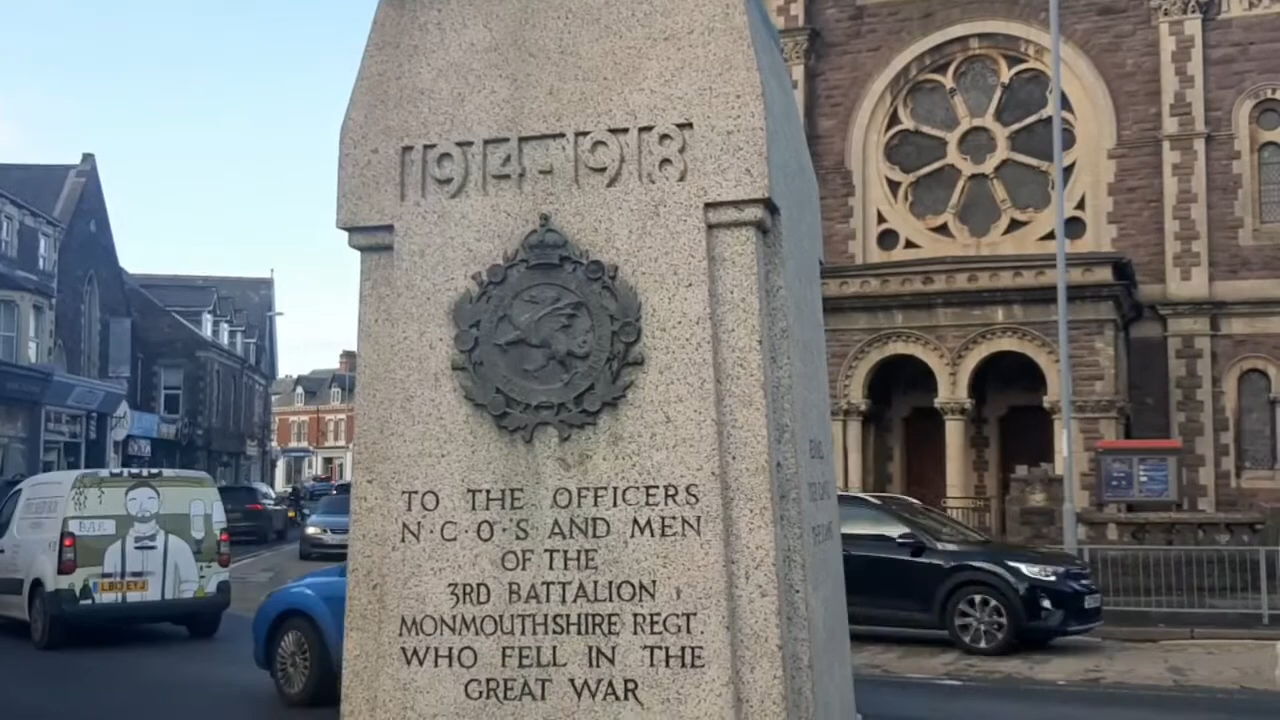 1914-1918
TO THE OFFICERS
N·C·O·S AND MEN
OF THE
3RD BATTALION
MONMOUTHSHIRE REGT.
WHO FELL IN THE
GREAT WAR
BAR